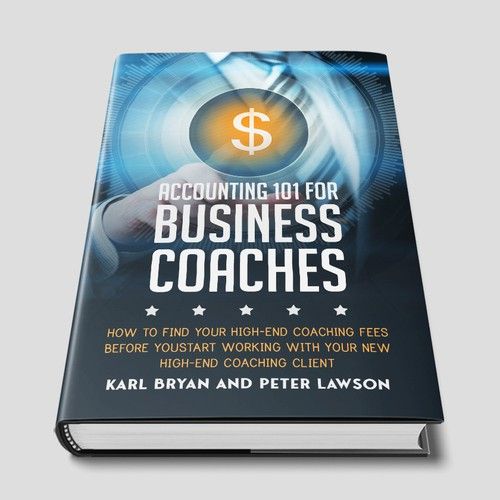 $
ACCOUNTING 101 FOR
BUSINESS
COACHES
HOW TO FIND YOUR HIGH-END COACHING FEES
BEFORE YOUSTART WORKING WITH YOUR NEW
HIGH-END COACHING CLIENT
KARL BRYAN AND PETER LAWSON